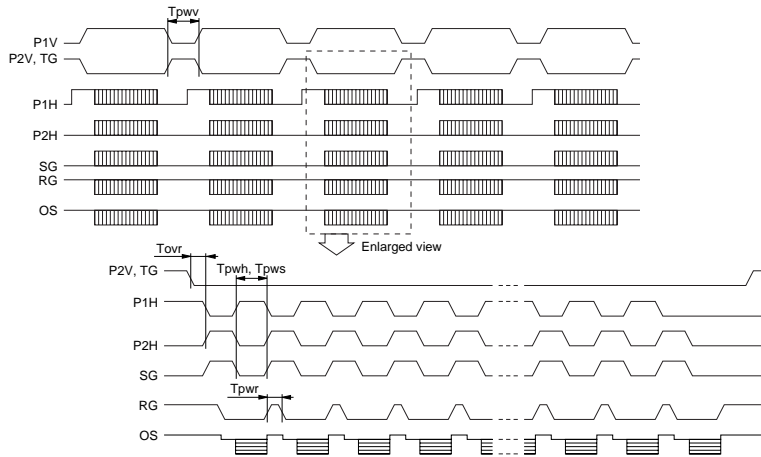 Tpwv
P1V
P2V, TG
P1H
P2H
SG
RG
OS
Enlarged view
Tovr
Tpwh, Tpws
P2V, TG
P1H
P2H
SG
Tpwr
RG
OS